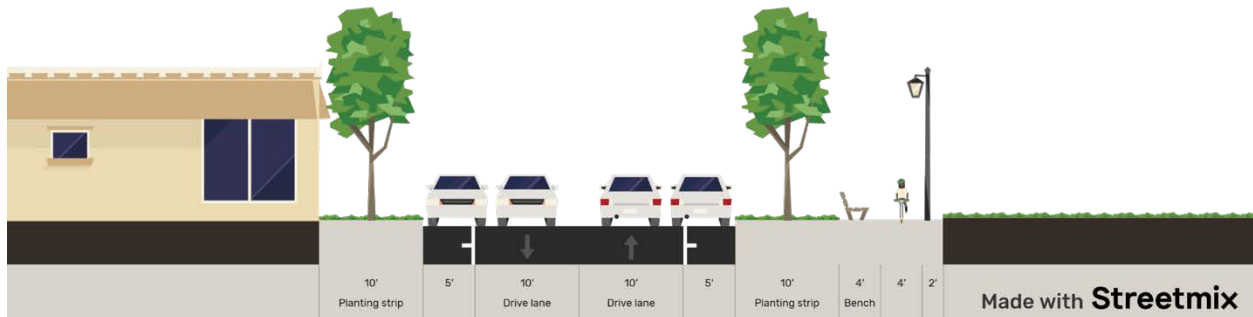 10' 5' 10' 10' 5' 10' 4' 4' 2'
Planting strip Drive lane Drive lane Planting strip Bench
Made with Streetmix